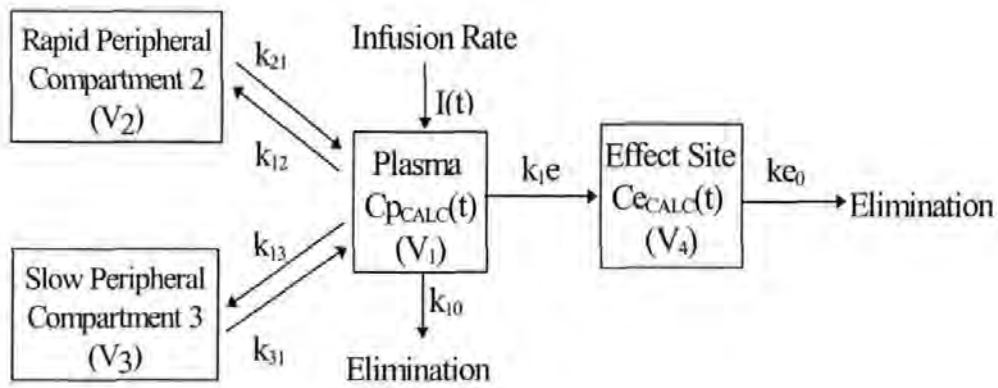 Rapid Peripheral
Compartment 2
(V2)
k21
k12
Infusion Rate
I(t)
Plasma
CpCALC(t)
(V1)
k1e
Effect Site
CeCALC(t)
(V4)
ke0
Elimination
k13
k31
Slow Peripheral
Compartment 3
(V3)
k10
Elimination